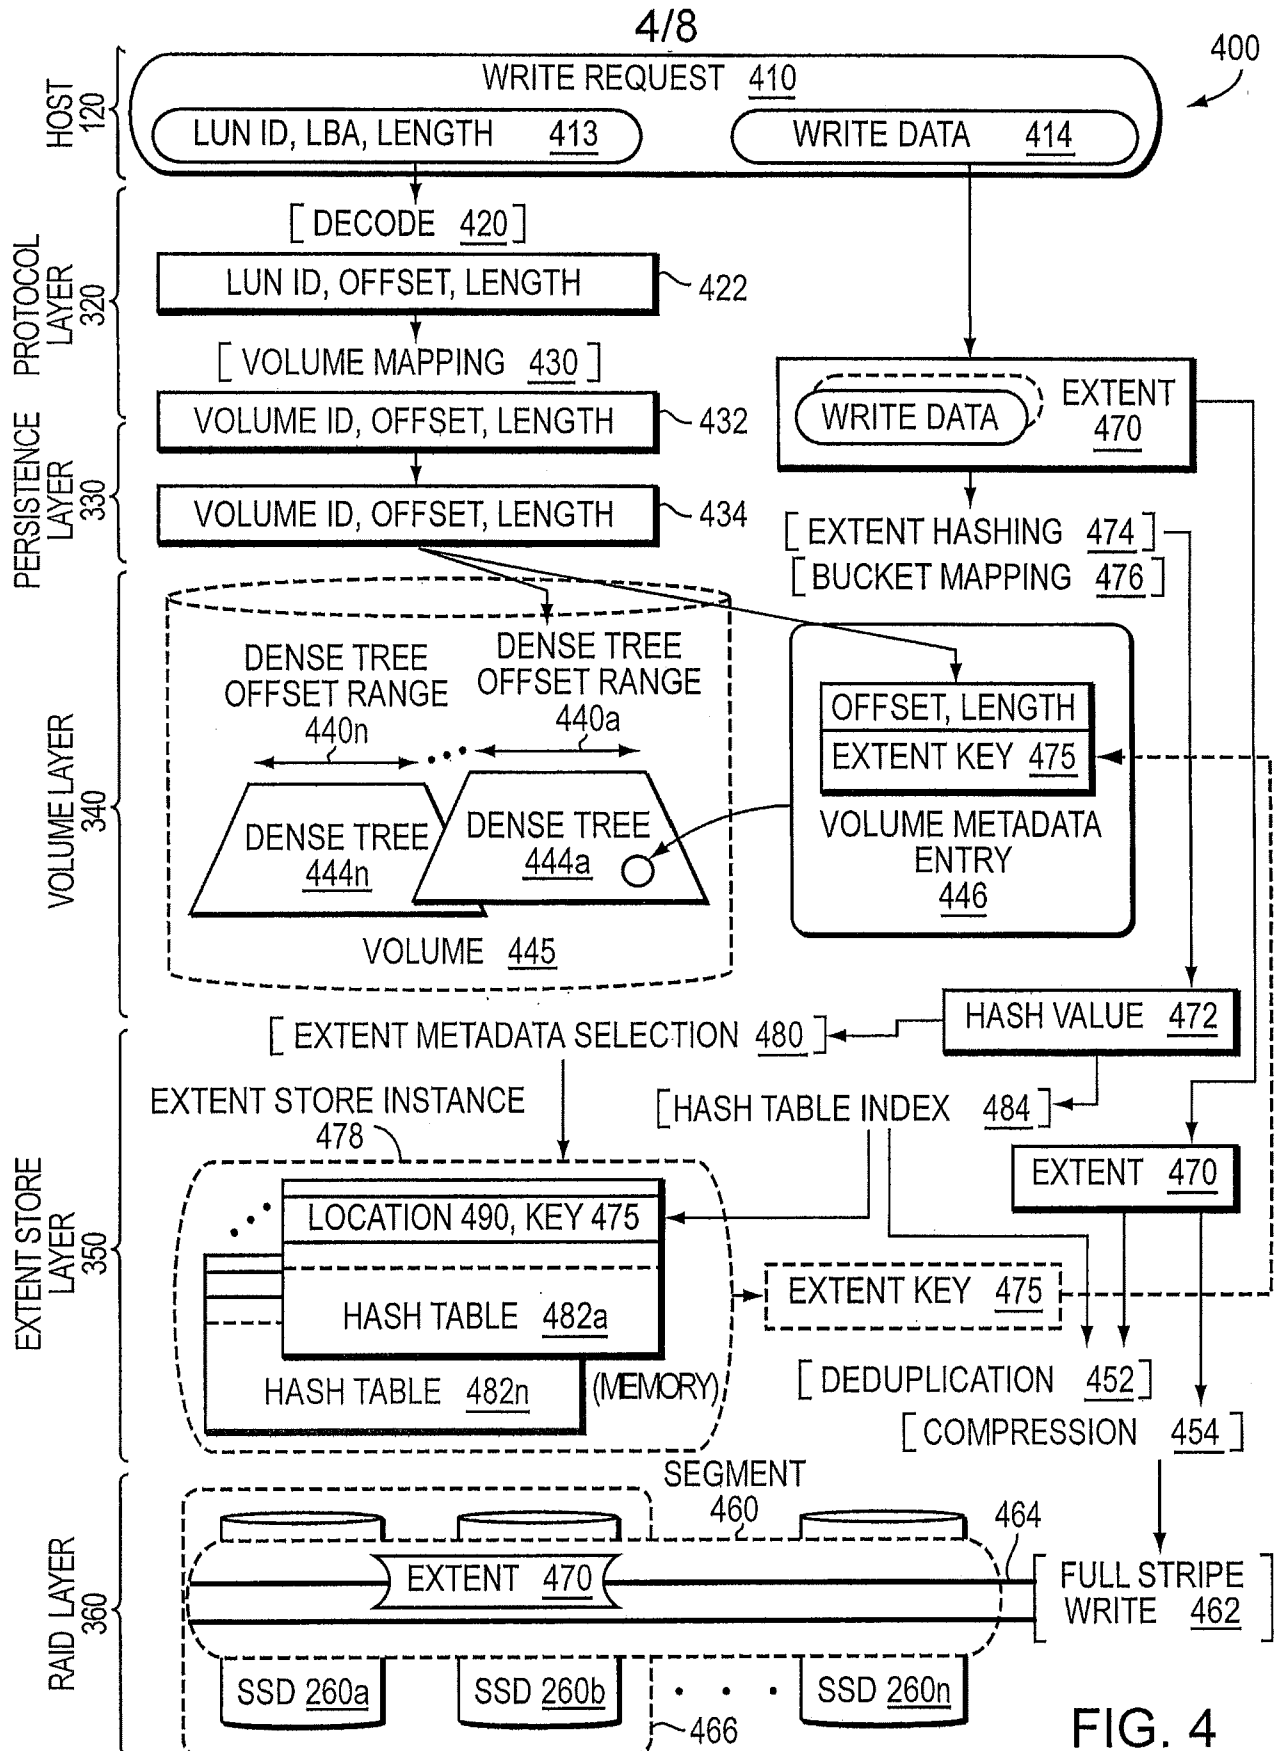 4/8
400
HOST
120
WRITE REQUEST 410
LUN ID, LBA, LENGTH 413
WRITE DATA 414
PROTOCOL
LAYER
320
[ DECODE 420 ]
LUN ID, OFFSET, LENGTH
422
[ VOLUME MAPPING 430 ]
VOLUME ID, OFFSET, LENGTH
432
WRITE DATA
EXTENT
470
PERSISTENCE
LAYER
330
VOLUME ID, OFFSET, LENGTH
434
[ EXTENT HASHING 474 ]
[ BUCKET MAPPING 476 ]
VOLUME LAYER
340
DENSE TREE
OFFSET RANGE
440n
DENSE TREE
OFFSET RANGE
440a
DENSE TREE
444n
DENSE TREE
444a
VOLUME 445
OFFSET, LENGTH
EXTENT KEY 475
VOLUME METADATA
ENTRY
446
HASH VALUE 472
EXTENT STORE
LAYER
350
[ EXTENT METADATA SELECTION 480 ]
[HASH TABLE INDEX 484 ]
EXTENT STORE INSTANCE
478
EXTENT 470
LOCATION 490, KEY 475
HASH TABLE 482a
HASH TABLE 482n
(MEMORY)
EXTENT KEY 475
[ DEDUPLICATION 452 ]
[ COMPRESSION 454 ]
RAID LAYER
360
SEGMENT
460
464
EXTENT 470
[ FULL STRIPE
WRITE 462 ]
SSD 260a
SSD 260b
. . .
SSD 260n
466
FIG. 4